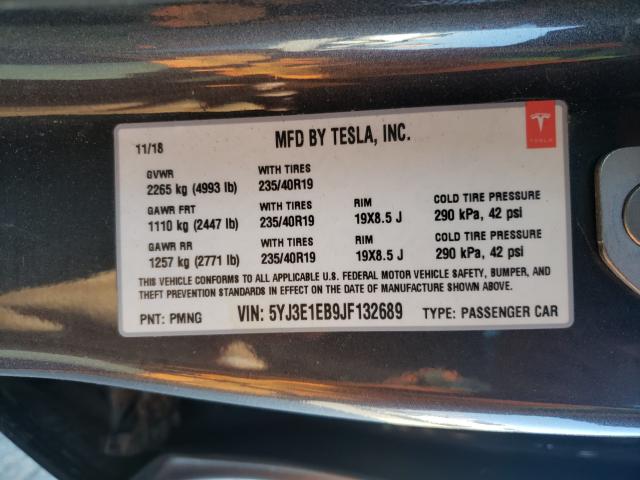 11/18 MFD BY TESLA, INC. TESLA
GVWR WITH TIRES
2265 kg (4993 lb) 235/40R19
GAWR FRT WITH TIRES RIM COLD TIRE PRESSURE
1110 kg (2447 lb) 235/40R19 19X8.5 J 290 kPa, 42 psi
GAWR RR WITH TIRES RIM COLD TIRE PRESSURE
1257 kg (2771 lb) 235/40R19 19X8.5 J 290 kPa, 42 psi
THIS VEHICLE CONFORMS TO ALL APPLICABLE U.S. FEDERAL MOTOR VEHICLE SAFETY, BUMPER, AND
THEFT PREVENTION STANDARDS IN EFFECT ON THE DATE OF MANUFACTURE SHOWN ABOVE.
PNT: PMNG VIN: 5YJ3E1EB9JF132689 TYPE: PASSENGER CAR